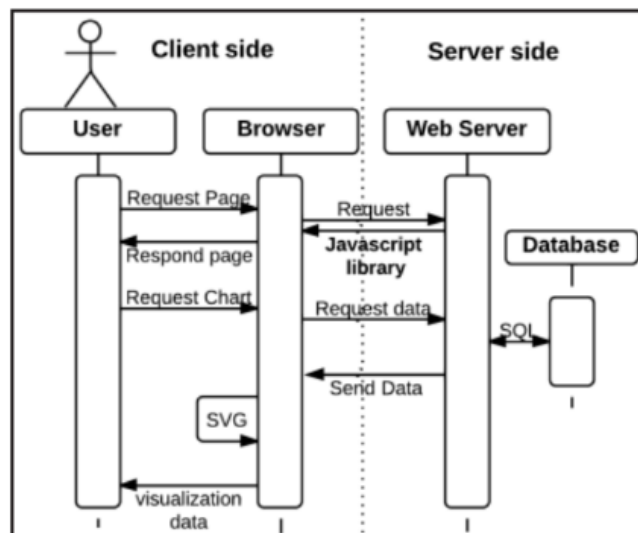 Client side
Server side
User
Browser
Web Server
Request Page
Request
Respond page
Javascript
library
Database
Request Chart
Request data
SQL
Send Data
SVG
visualization
data